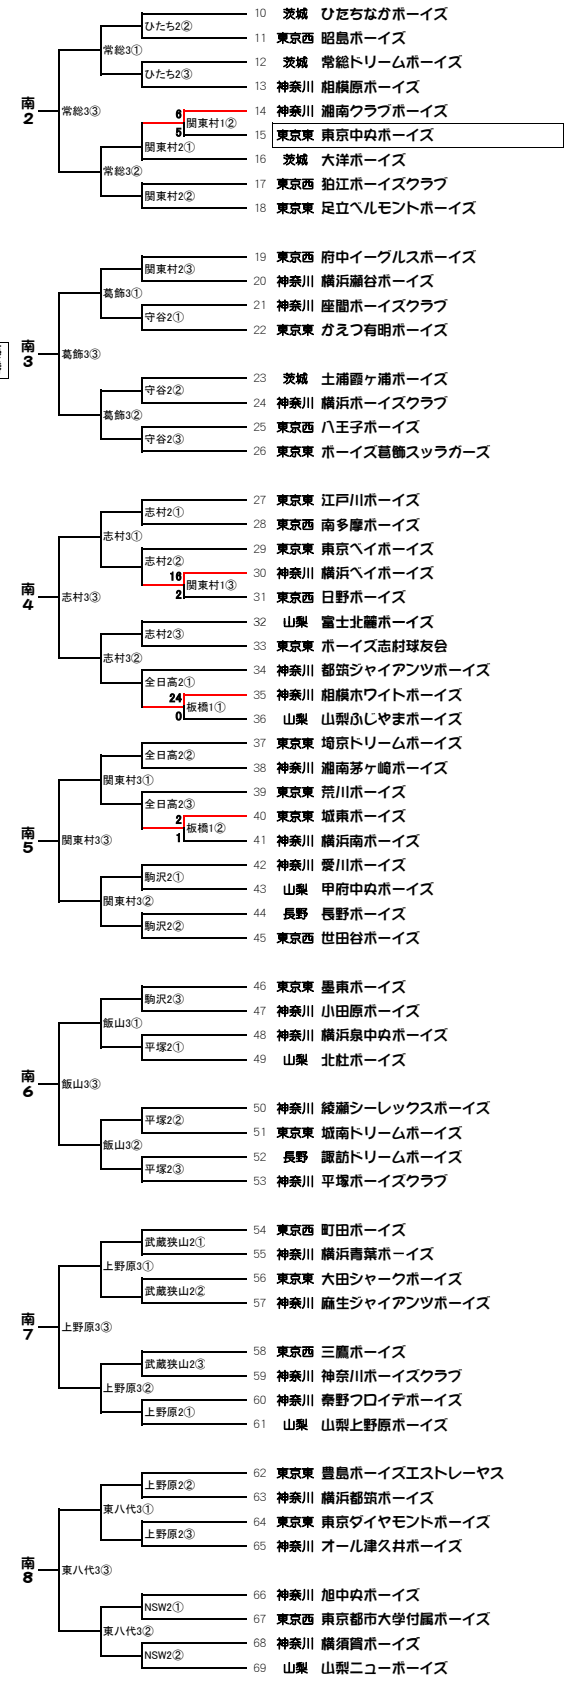 10 茨城 ひたちなかボーイズ
ひたち2②
11 東京西 昭島ボーイズ
常総3①
12 茨城 常総ドリームボーイズ
ひたち2③
13 神奈川 相模原ボーイズ
南2
常総3③
6
14 神奈川 湘南クラブボーイズ
関東村1②
5
15 東京東 東京中央ボーイズ
関東村2①
16 茨城 大洋ボーイズ
常総3②
17 東京西 狛江ボーイズクラブ
関東村2②
18 東京東 足立ベルモントボーイズ
19 東京西 府中イーグルスボーイズ
関東村2③
20 神奈川 横浜瀬谷ボーイズ
葛飾3①
21 神奈川 座間ボーイズクラブ
守谷2①
22 東京東 かえつ有明ボーイズ
南3
葛飾3③
23 茨城 土浦霞ヶ浦ボーイズ
守谷2②
24 神奈川 横浜ボーイズクラブ
葛飾3②
25 東京西 八王子ボーイズ
守谷2③
26 東京東 ボーイズ葛飾スッラガーズ
27 東京東 江戸川ボーイズ
志村2①
28 東京西 南多摩ボーイズ
志村3①
29 東京東 東京ベイボーイズ
志村2②
16
30 神奈川 横浜ベイボーイズ
関東村1③
2
31 東京西 日野ボーイズ
南4
志村3③
32 山梨 富士北麓ボーイズ
志村2③
33 東京東 ボーイズ志村球友会
志村3②
34 神奈川 都筑ジャイアンツボーイズ
全日高2①
24
35 神奈川 相模ホワイトボーイズ
板橋1①
0
36 山梨 山梨ふじやまボーイズ
37 東京東 埼京ドリームボーイズ
全日高2②
38 神奈川 湘南茅ヶ崎ボーイズ
関東村3①
39 東京東 荒川ボーイズ
全日高2③
2
40 東京東 城東ボーイズ
板橋1②
1
41 神奈川 横浜南ボーイズ
南5
関東村3③
42 神奈川 愛川ボーイズ
駒沢2①
43 山梨 甲府中央ボーイズ
関東村3②
44 長野 長野ボーイズ
駒沢2②
45 東京西 世田谷ボーイズ
46 東京東 墨東ボーイズ
駒沢2③
47 神奈川 小田原ボーイズ
飯山3①
48 神奈川 横浜泉中央ボーイズ
平塚2①
49 山梨 北杜ボーイズ
南6
飯山3③
50 神奈川 綾瀬シーレックスボーイズ
平塚2②
51 東京東 城南ドリームボーイズ
飯山3②
52 長野 諏訪ドリームボーイズ
平塚2③
53 神奈川 平塚ボーイズクラブ
54 東京西 町田ボーイズ
武蔵狭山2①
55 神奈川 横浜青葉ボーイズ
上野原3①
56 東京東 大田シャークボーイズ
武蔵狭山2②
57 神奈川 麻生ジャイアンツボーイズ
南7
上野原3③
58 東京西 三鷹ボーイズ
武蔵狭山2③
59 神奈川 神奈川ボーイズクラブ
上野原3②
60 神奈川 秦野フロイデボーイズ
上野原2①
61 山梨 山梨上野原ボーイズ
62 東京東 豊島ボーイズエストレーヤス
上野原2②
63 神奈川 横浜都筑ボーイズ
東八代3①
64 東京東 東京ダイヤモンドボーイズ
上野原2③
65 神奈川 オール津久井ボーイズ
南8
東八代3③
66 神奈川 旭中央ボーイズ
NSW2①
67 東京西 東京都市大学付属ボーイズ
東八代3②
68 神奈川 横須賀ボーイズ
NSW2②
69 山梨 山梨ニューボーイズ